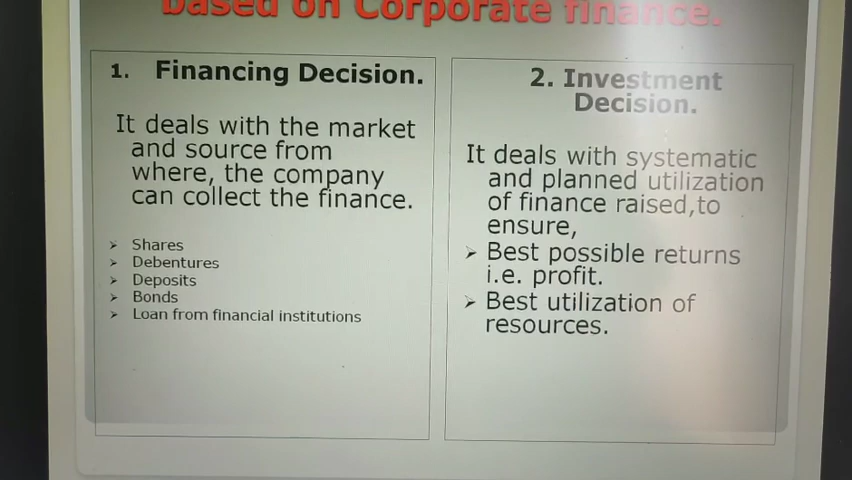 based on Corporate finance.
1. Financing Decision.
It deals with the market
and source from
where, the company
can collect the finance.
➢ Shares
➢ Debentures
➢ Deposits
➢ Bonds
➢ Loan from financial institutions
2. Investment
Decision.
It deals with systematic
and planned utilization
of finance raised,to
ensure,
➢ Best possible returns
i.e. profit.
➢ Best utilization of
resources.